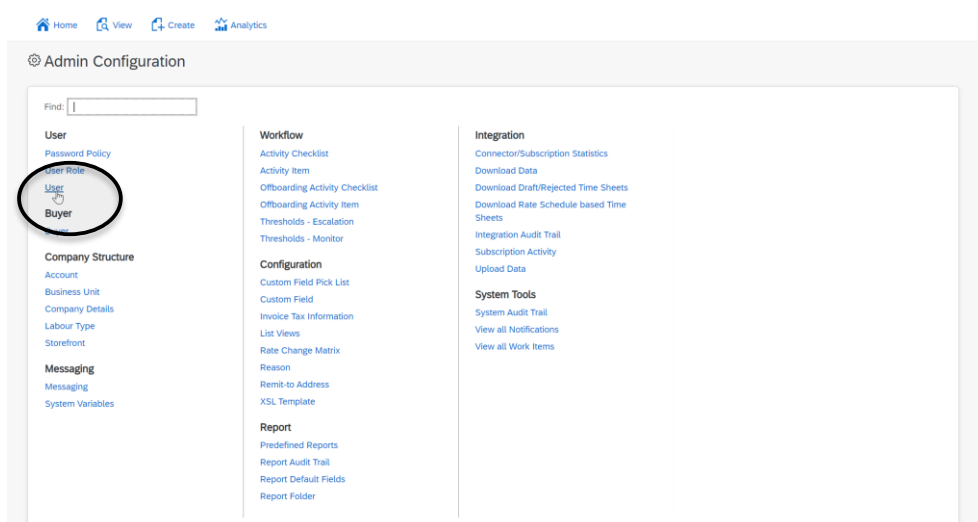 Home View Create Analytics
Admin Configuration
Find:
User
Password Policy
User Role
User
Buyer
Buyer
Company Structure
Account
Business Unit
Company Details
Labour Type
Storefront
Messaging
Messaging
System Variables
Workflow
Activity Checklist
Activity Item
Offboarding Activity Checklist
Offboarding Activity Item
Thresholds - Escalation
Thresholds - Monitor
Configuration
Custom Field Pick List
Custom Field
Invoice Tax Information
List Views
Rate Change Matrix
Reason
Remit-to Address
XSL Template
Report
Predefined Reports
Report Audit Trail
Report Default Fields
Report Folder
Integration
Connector/Subscription Statistics
Download Data
Download Draft/Rejected Time Sheets
Download Rate Schedule based Time
Sheets
Integration Audit Trail
Subscription Activity
Upload Data
System Tools
System Audit Trail
View all Notifications
View all Work Items